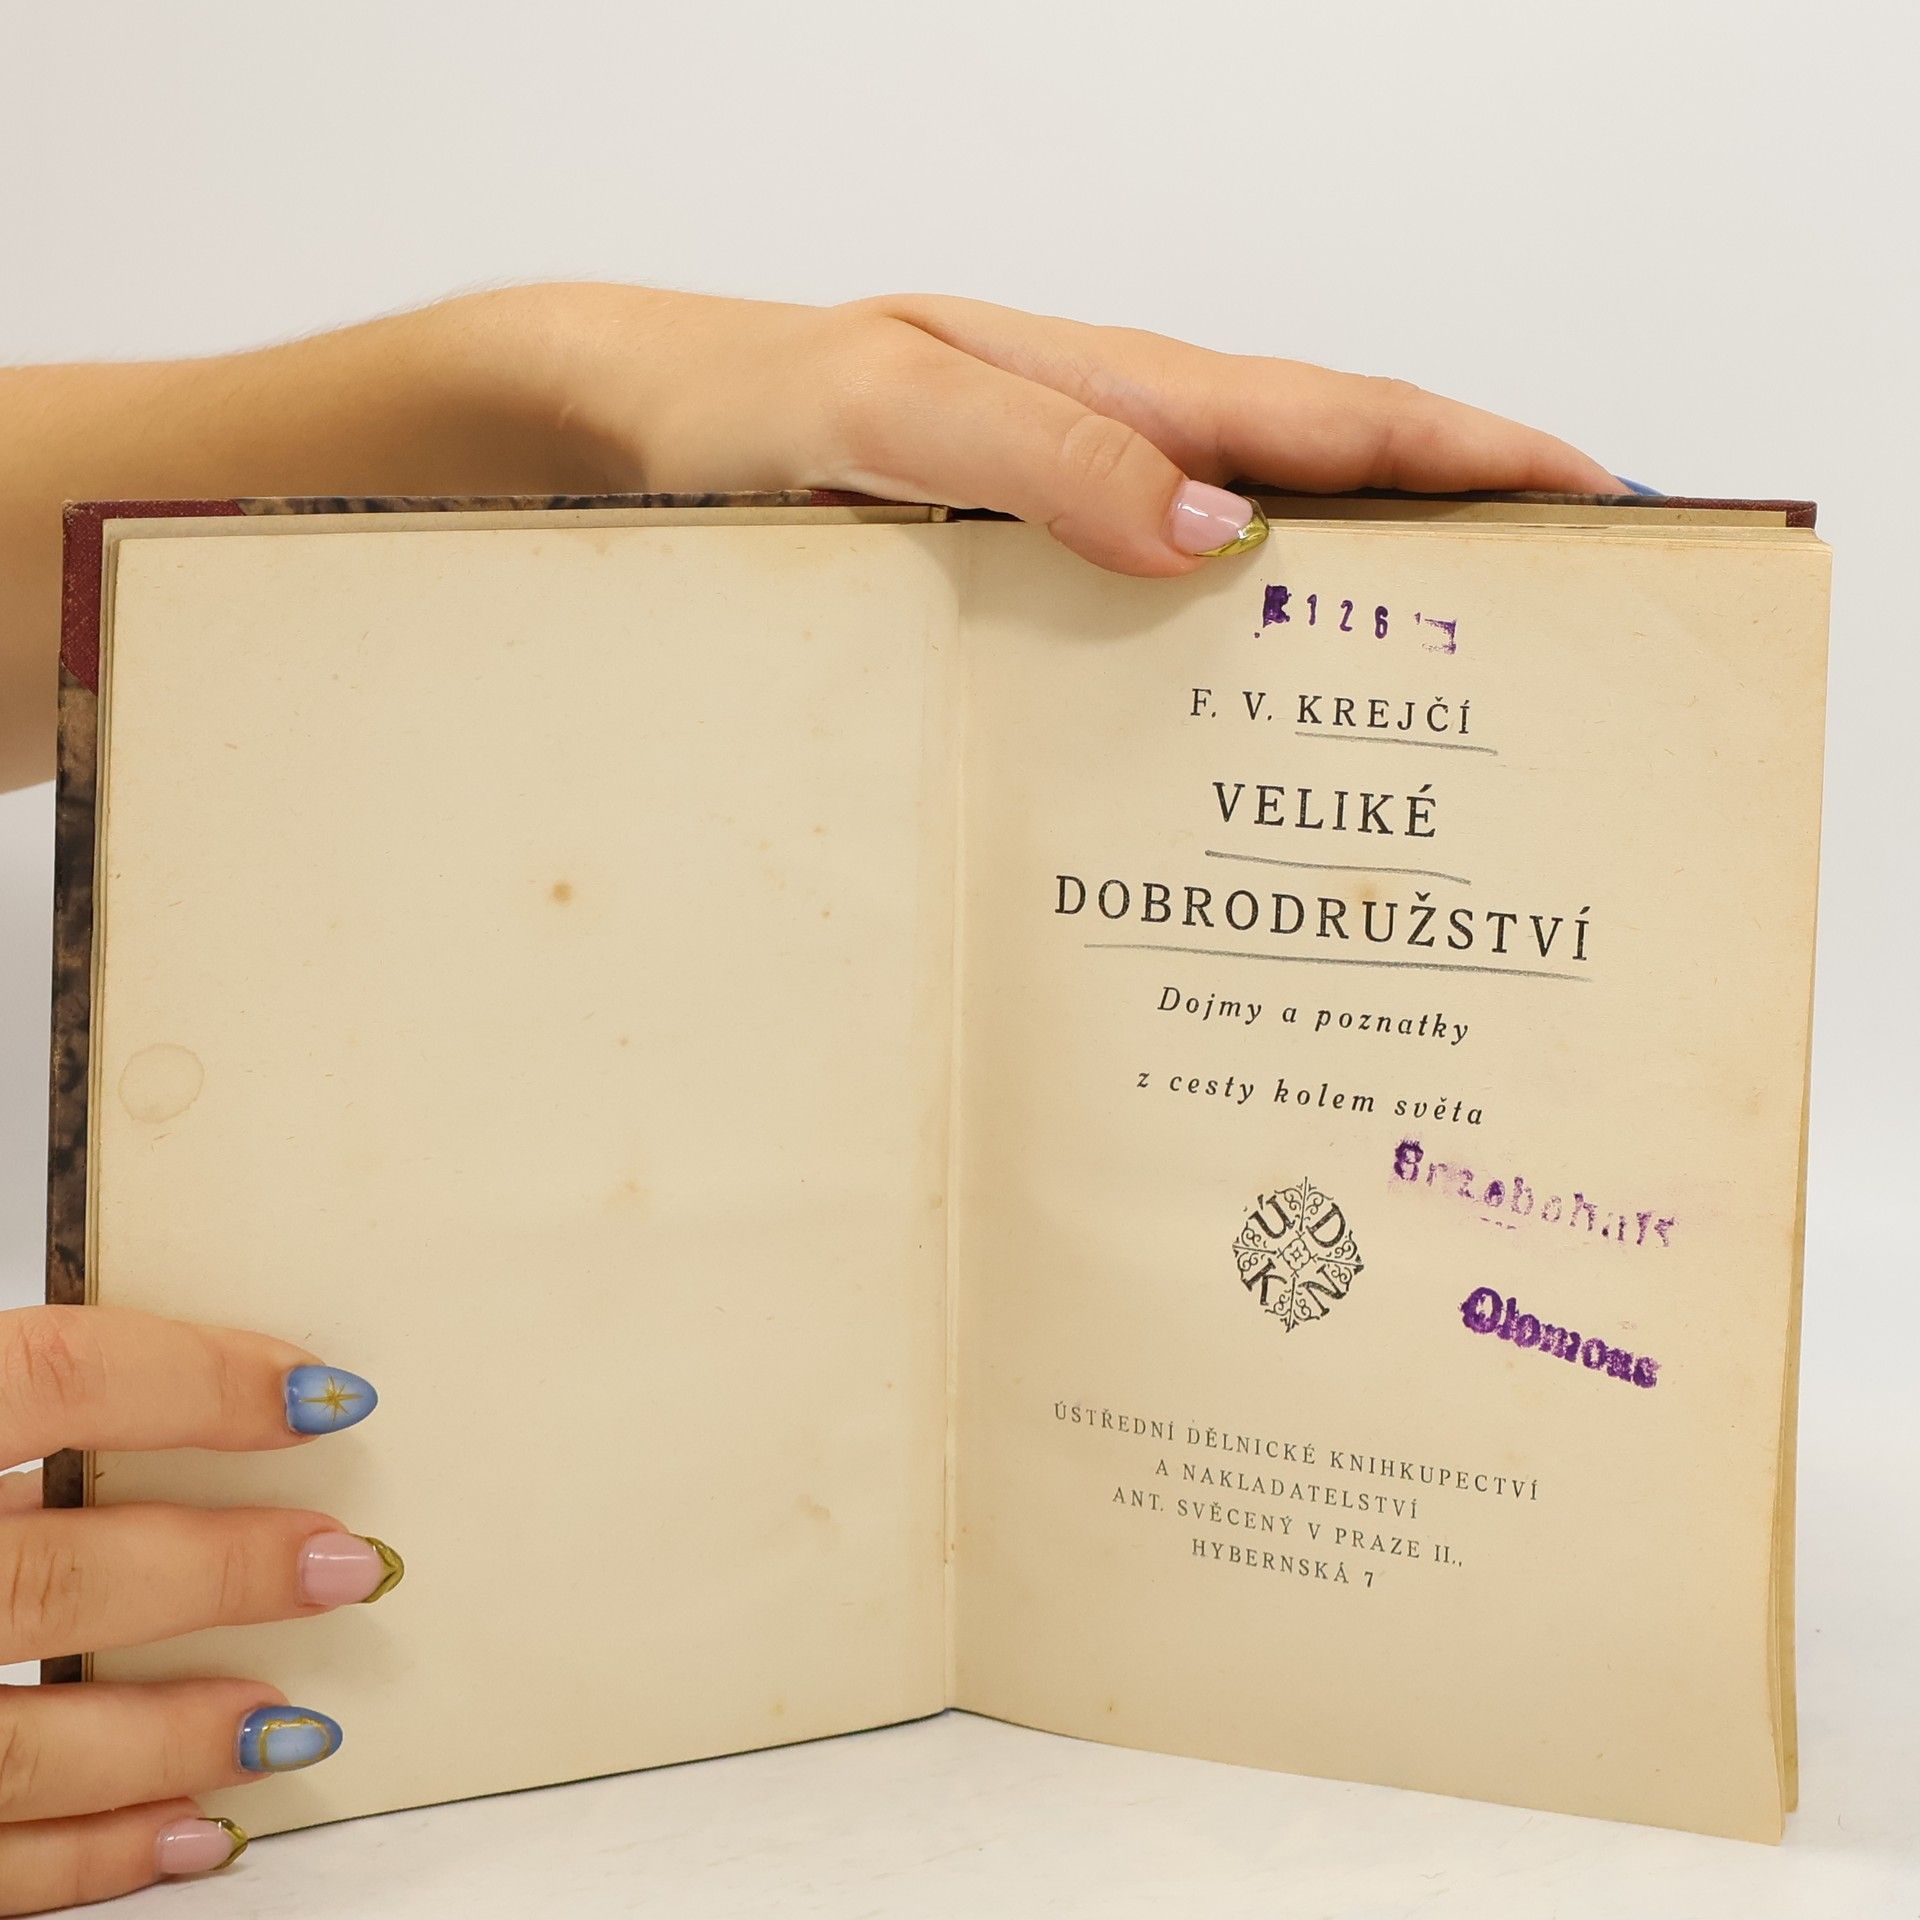 126
F. V. KREJČÍ
VELIKÉ
DOBRODRUŽSTVÍ
Dojmy a poznatky
z cesty kolem světa
Ú D
K N
Olomouc
ÚSTŘEDNÍ DĚLNICKÉ KNIHKUPECTVÍ
A NAKLADATELSTVÍ
ANT. SVĚCENÝ V PRAZE II.,
HYBERNSKÁ 7